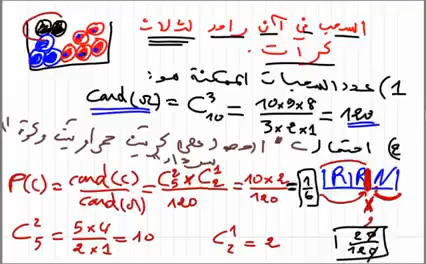 السحب في آن واحد لثلاث
كرات.
1) عدد السحبات الممكنة هو:
card(Ω) = C³₁₀ = (10×9×8)/(3×2×1) = 120
احتمال C " الحصول على كرتين حمراوتين وكرة
سوداء
P(C) = card(C)/card(Ω) = (C²₅×C¹₂)/120 = (10×2)/120 = 1/6
R R N
C²₅ = (5×4)/(2×1) = 10 C¹₂ = 2
20/120